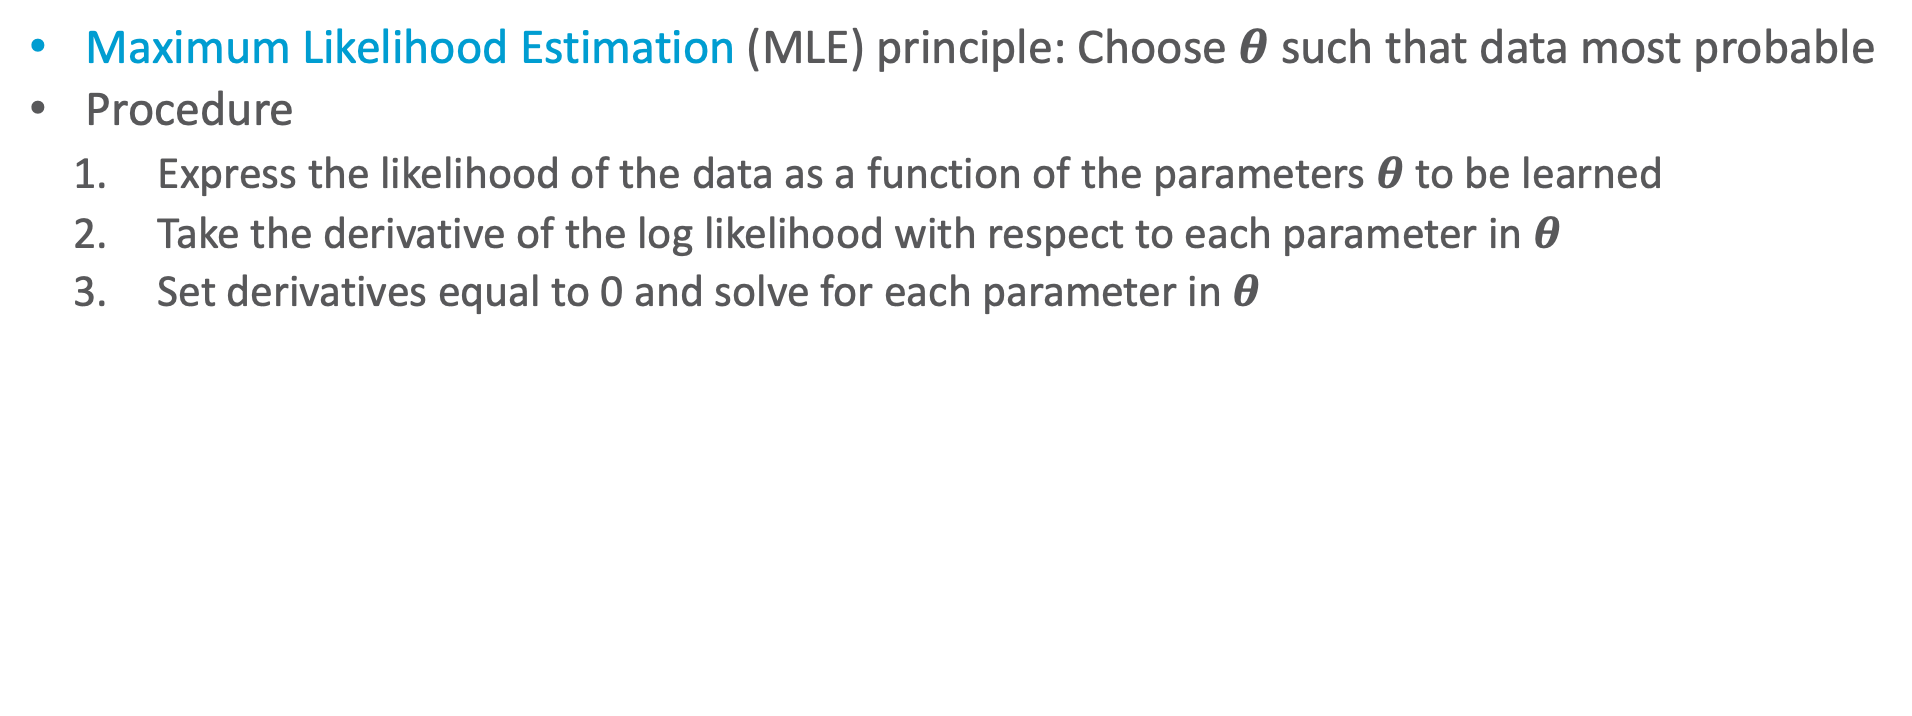 • Maximum Likelihood Estimation (MLE) principle: Choose 𝜽 such that data most probable
• Procedure
1. Express the likelihood of the data as a function of the parameters 𝜽 to be learned
2. Take the derivative of the log likelihood with respect to each parameter in 𝜽
3. Set derivatives equal to 0 and solve for each parameter in 𝜽